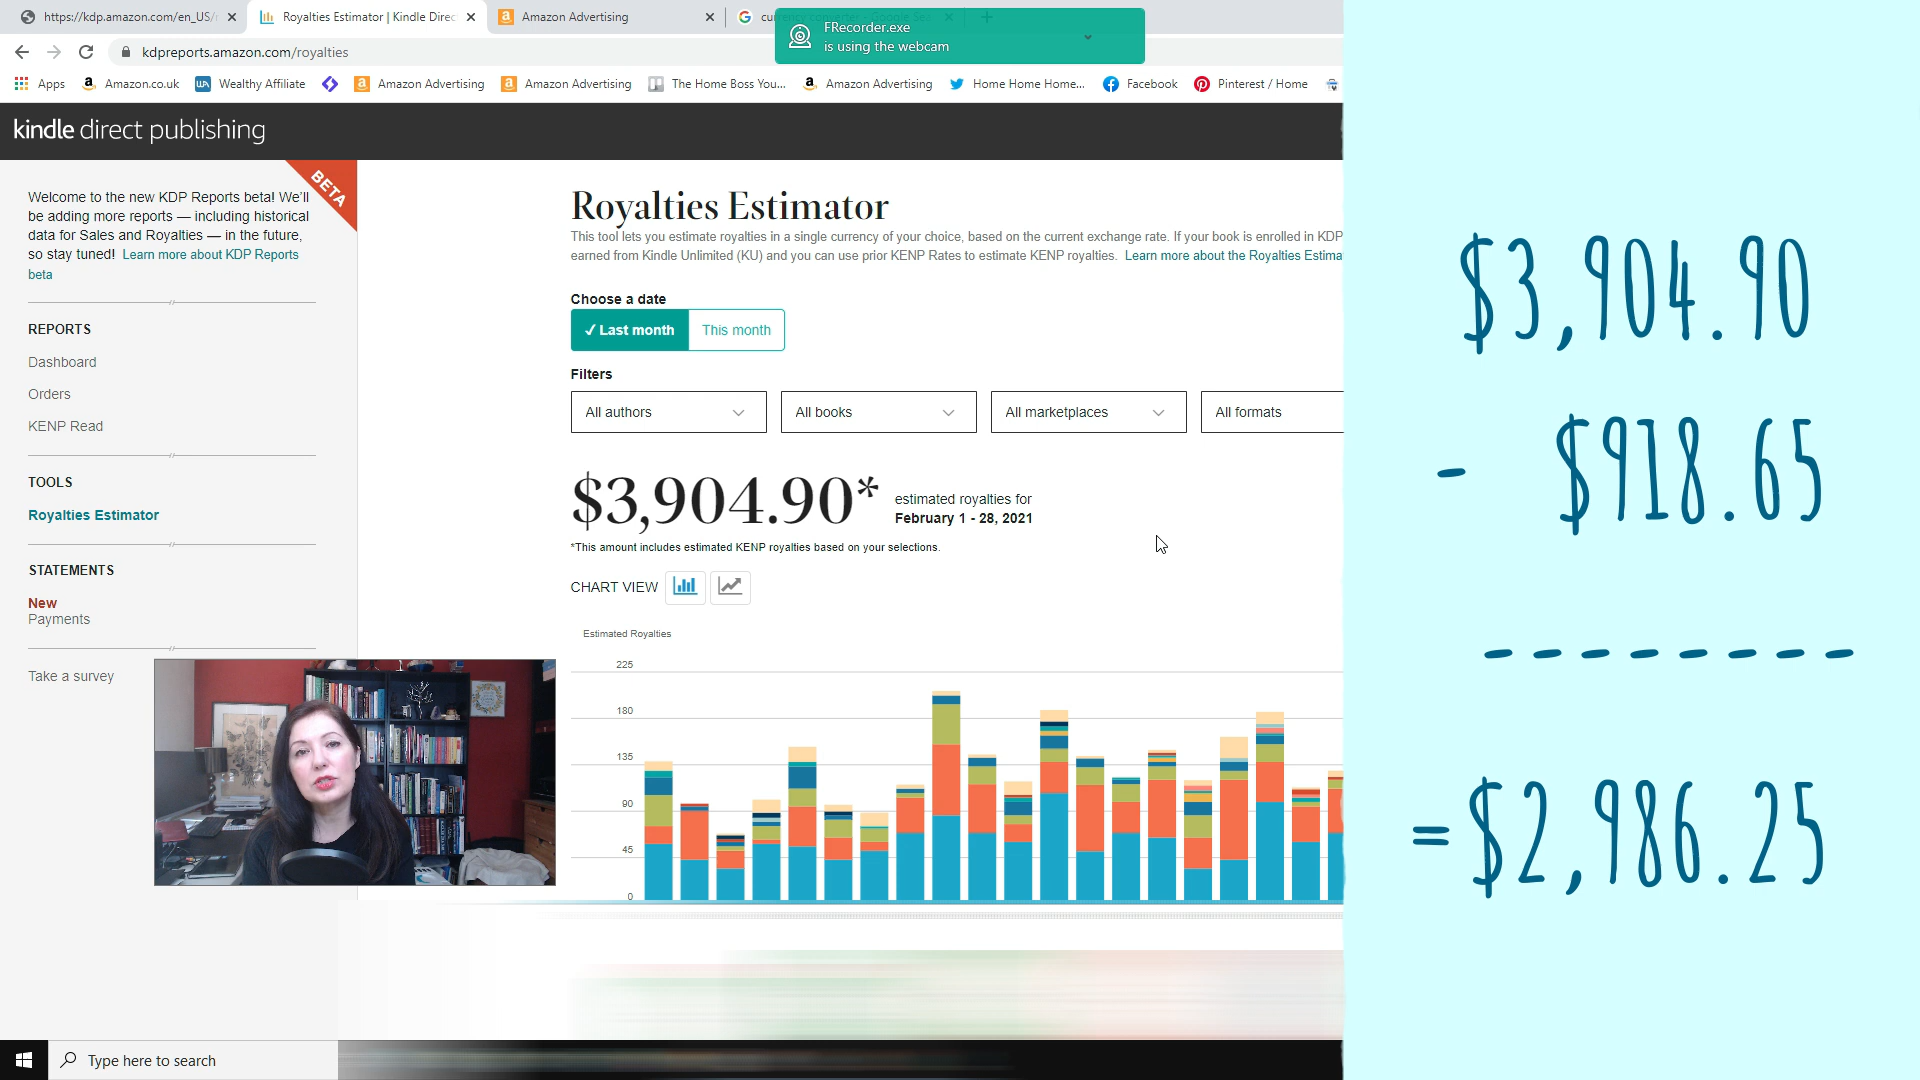 https://kdp.amazon.com/en_US/
Royalties Estimator | Kindle Direc
Amazon Advertising
FRecorder.exe
is using the webcam
kdpreports.amazon.com/royalties
Apps
Amazon.co.uk
Wealthy Affiliate
Amazon Advertising
Amazon Advertising
The Home Boss You...
Amazon Advertising
Home Home Home...
Facebook
Pinterest / Home
kindle direct publishing
BETA
Welcome to the new KDP Reports beta! We'll
be adding more reports — including historical
data for Sales and Royalties — in the future,
so stay tuned! Learn more about KDP Reports
beta
REPORTS
Dashboard
Orders
KENP Read
TOOLS
Royalties Estimator
STATEMENTS
New
Payments
Take a survey
Royalties Estimator
This tool lets you estimate royalties in a single currency of your choice, based on the current exchange rate. If your book is enrolled in KDP
earned from Kindle Unlimited (KU) and you can use prior KENP Rates to estimate KENP royalties. Learn more about the Royalties Estima
Choose a date
✓ Last month
This month
Filters
All authors
All books
All marketplaces
All formats
$3,904.90*
estimated royalties for
February 1 - 28, 2021
*This amount includes estimated KENP royalties based on your selections.
CHART VIEW
Estimated Royalties
225
180
135
90
45
0
Type here to search
$3,904.90
- $918.65
--------
=$2,986.25